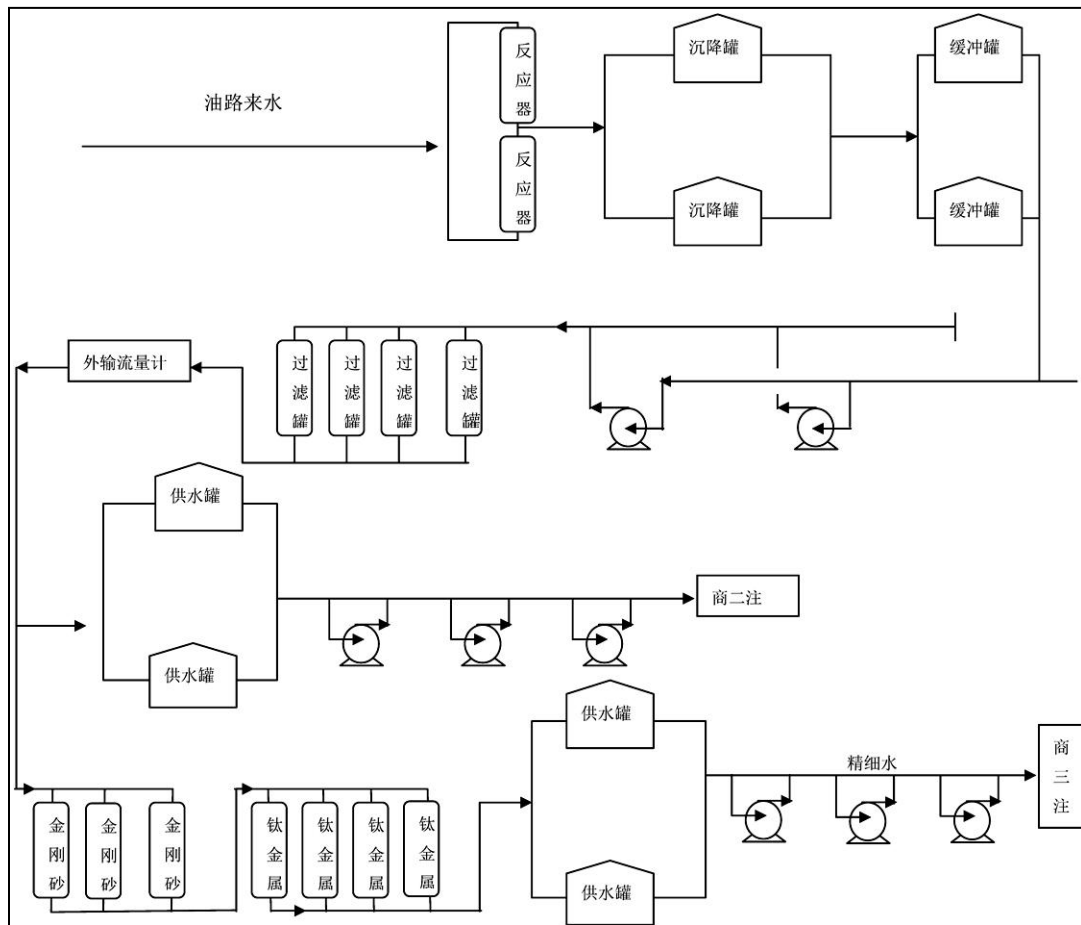 油路来水
反应器
反应器
沉降罐
沉降罐
缓冲罐
缓冲罐
外输流量计
过滤罐
过滤罐
过滤罐
过滤罐
供水罐
供水罐
商二注
供水罐
供水罐
精细水
商三注
金刚砂
金刚砂
金刚砂
钛金属
钛金属
钛金属
钛金属